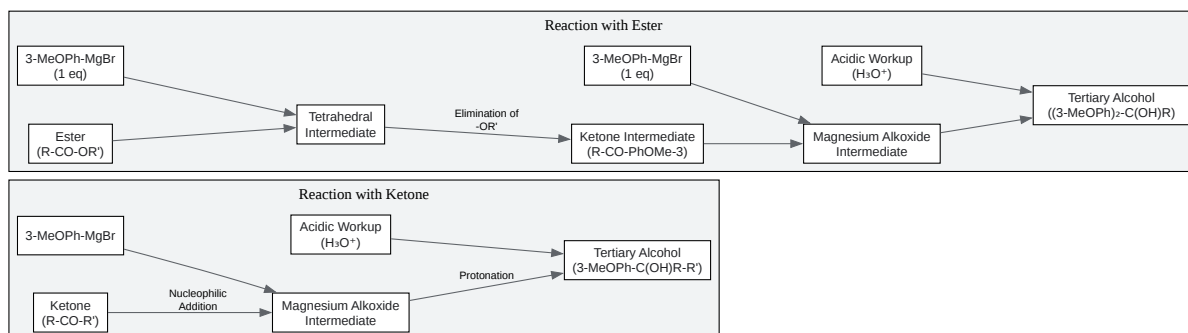 Reaction with Ester
3-MeOPh-MgBr
(1 eq)
Ester
(R-CO-OR')
Tetrahedral
Intermediate
Elimination of
-OR'
3-MeOPh-MgBr
(1 eq)
Ketone Intermediate
(R-CO-PhOMe-3)
Acidic Workup
(H₃O⁺)
Magnesium Alkoxide
Intermediate
Tertiary Alcohol
((3-MeOPh)₂-C(OH)R)
Reaction with Ketone
3-MeOPh-MgBr
Ketone
(R-CO-R')
Nucleophilic
Addition
Acidic Workup
(H₃O⁺)
Magnesium Alkoxide
Intermediate
Protonation
Tertiary Alcohol
(3-MeOPh-C(OH)R-R')